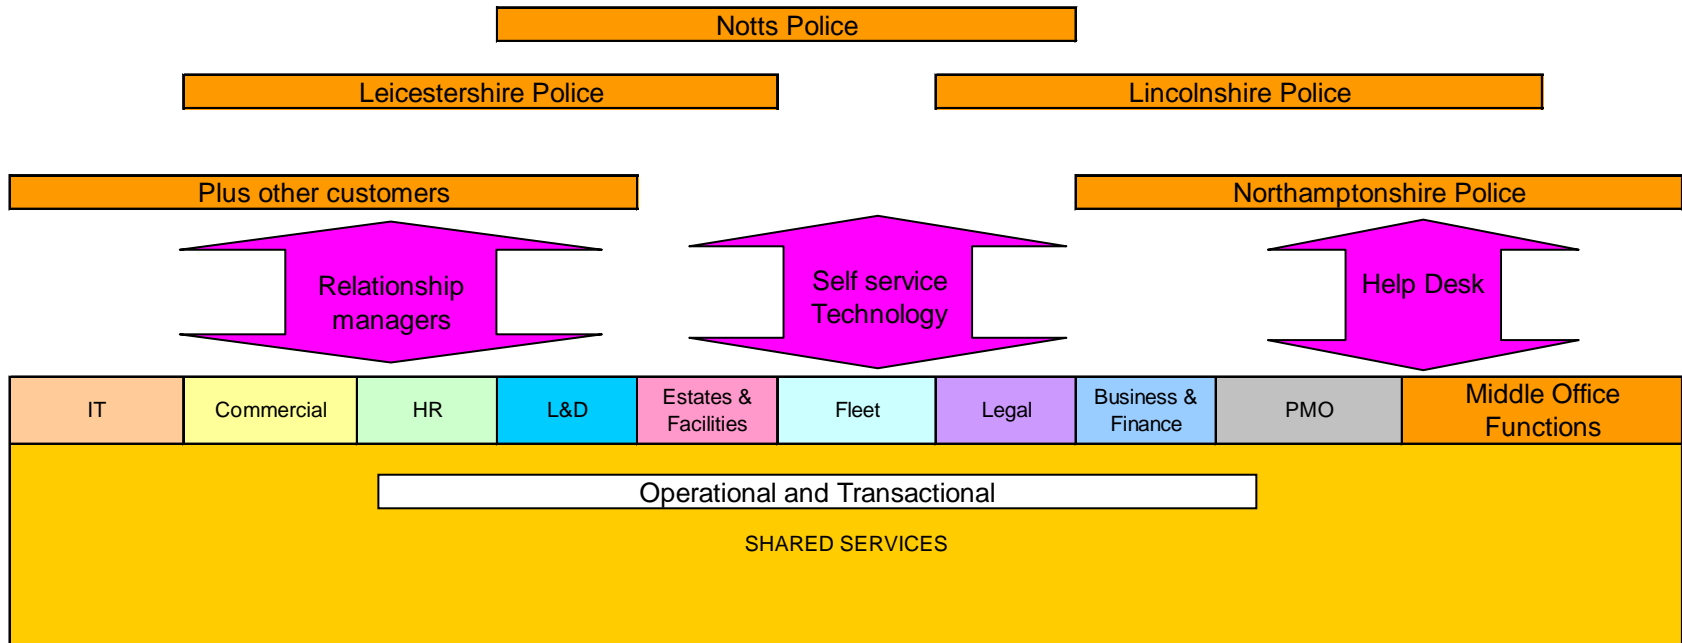 Notts Police
Leicestershire Police
Lincolnshire Police
Plus other customers
Northamptonshire Police
Relationship
managers
Self service
Technology
Help Desk
IT
Commercial
HR
L&D
Estates &
Facilities
Fleet
Legal
Business &
Finance
PMO
Middle Office
Functions
Operational and Transactional
SHARED SERVICES